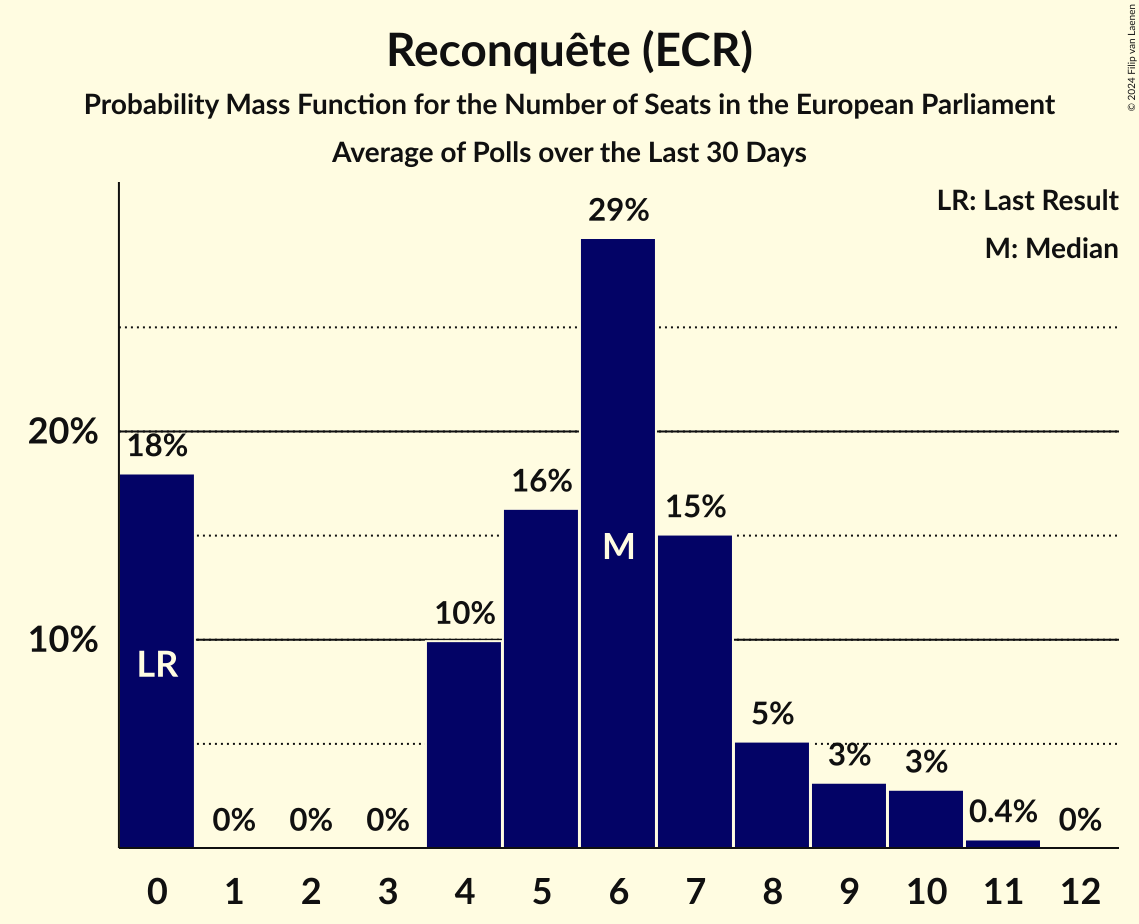 Reconquête (ECR)
Probability Mass Function for the Number of Seats in the European Parliament
Average of Polls over the Last 30 Days
© 2024 Filip van Laenen
LR: Last Result
M: Median
20%
10%
18%
0%
0%
0%
10%
16%
29%
15%
5%
3%
3%
0.4%
0%
LR
M
0 1 2 3 4 5 6 7 8 9 10 11 12